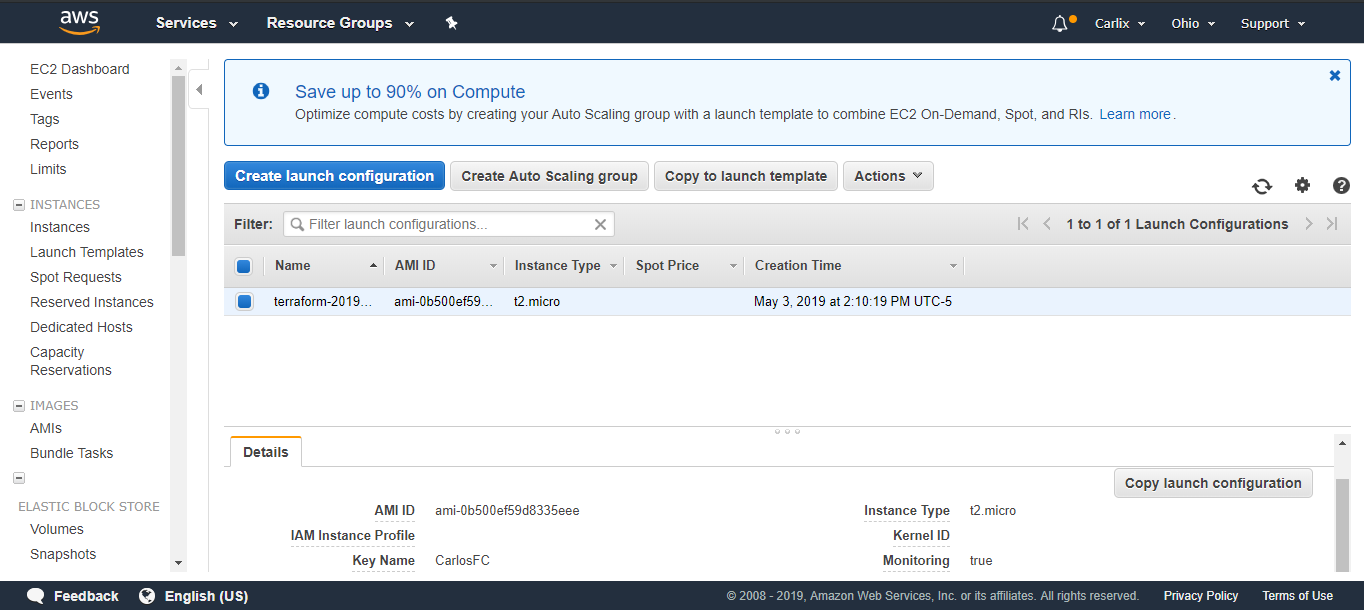 aws Services Resource Groups Carlix Ohio Support
EC2 Dashboard
Events
Tags
Reports
Limits
INSTANCES
Instances
Launch Templates
Spot Requests
Reserved Instances
Dedicated Hosts
Capacity
Reservations
IMAGES
AMIs
Bundle Tasks
ELASTIC BLOCK STORE
Volumes
Snapshots
Save up to 90% on Compute
Optimize compute costs by creating your Auto Scaling group with a launch template to combine EC2 On-Demand, Spot, and RIs. Learn more.
Create launch configuration Create Auto Scaling group Copy to launch template Actions
Filter: Filter launch configurations... 1 to 1 of 1 Launch Configurations
Name AMI ID Instance Type Spot Price Creation Time
terraform-2019... ami-0b500ef59... t2.micro May 3, 2019 at 2:10:19 PM UTC-5
Details
Copy launch configuration
AMI ID ami-0b500ef59d8335eee Instance Type t2.micro
IAM Instance Profile Kernel ID
Key Name CarlosFC Monitoring true
Feedback English (US) © 2008 - 2019, Amazon Web Services, Inc. or its affiliates. All rights reserved. Privacy Policy Terms of Use